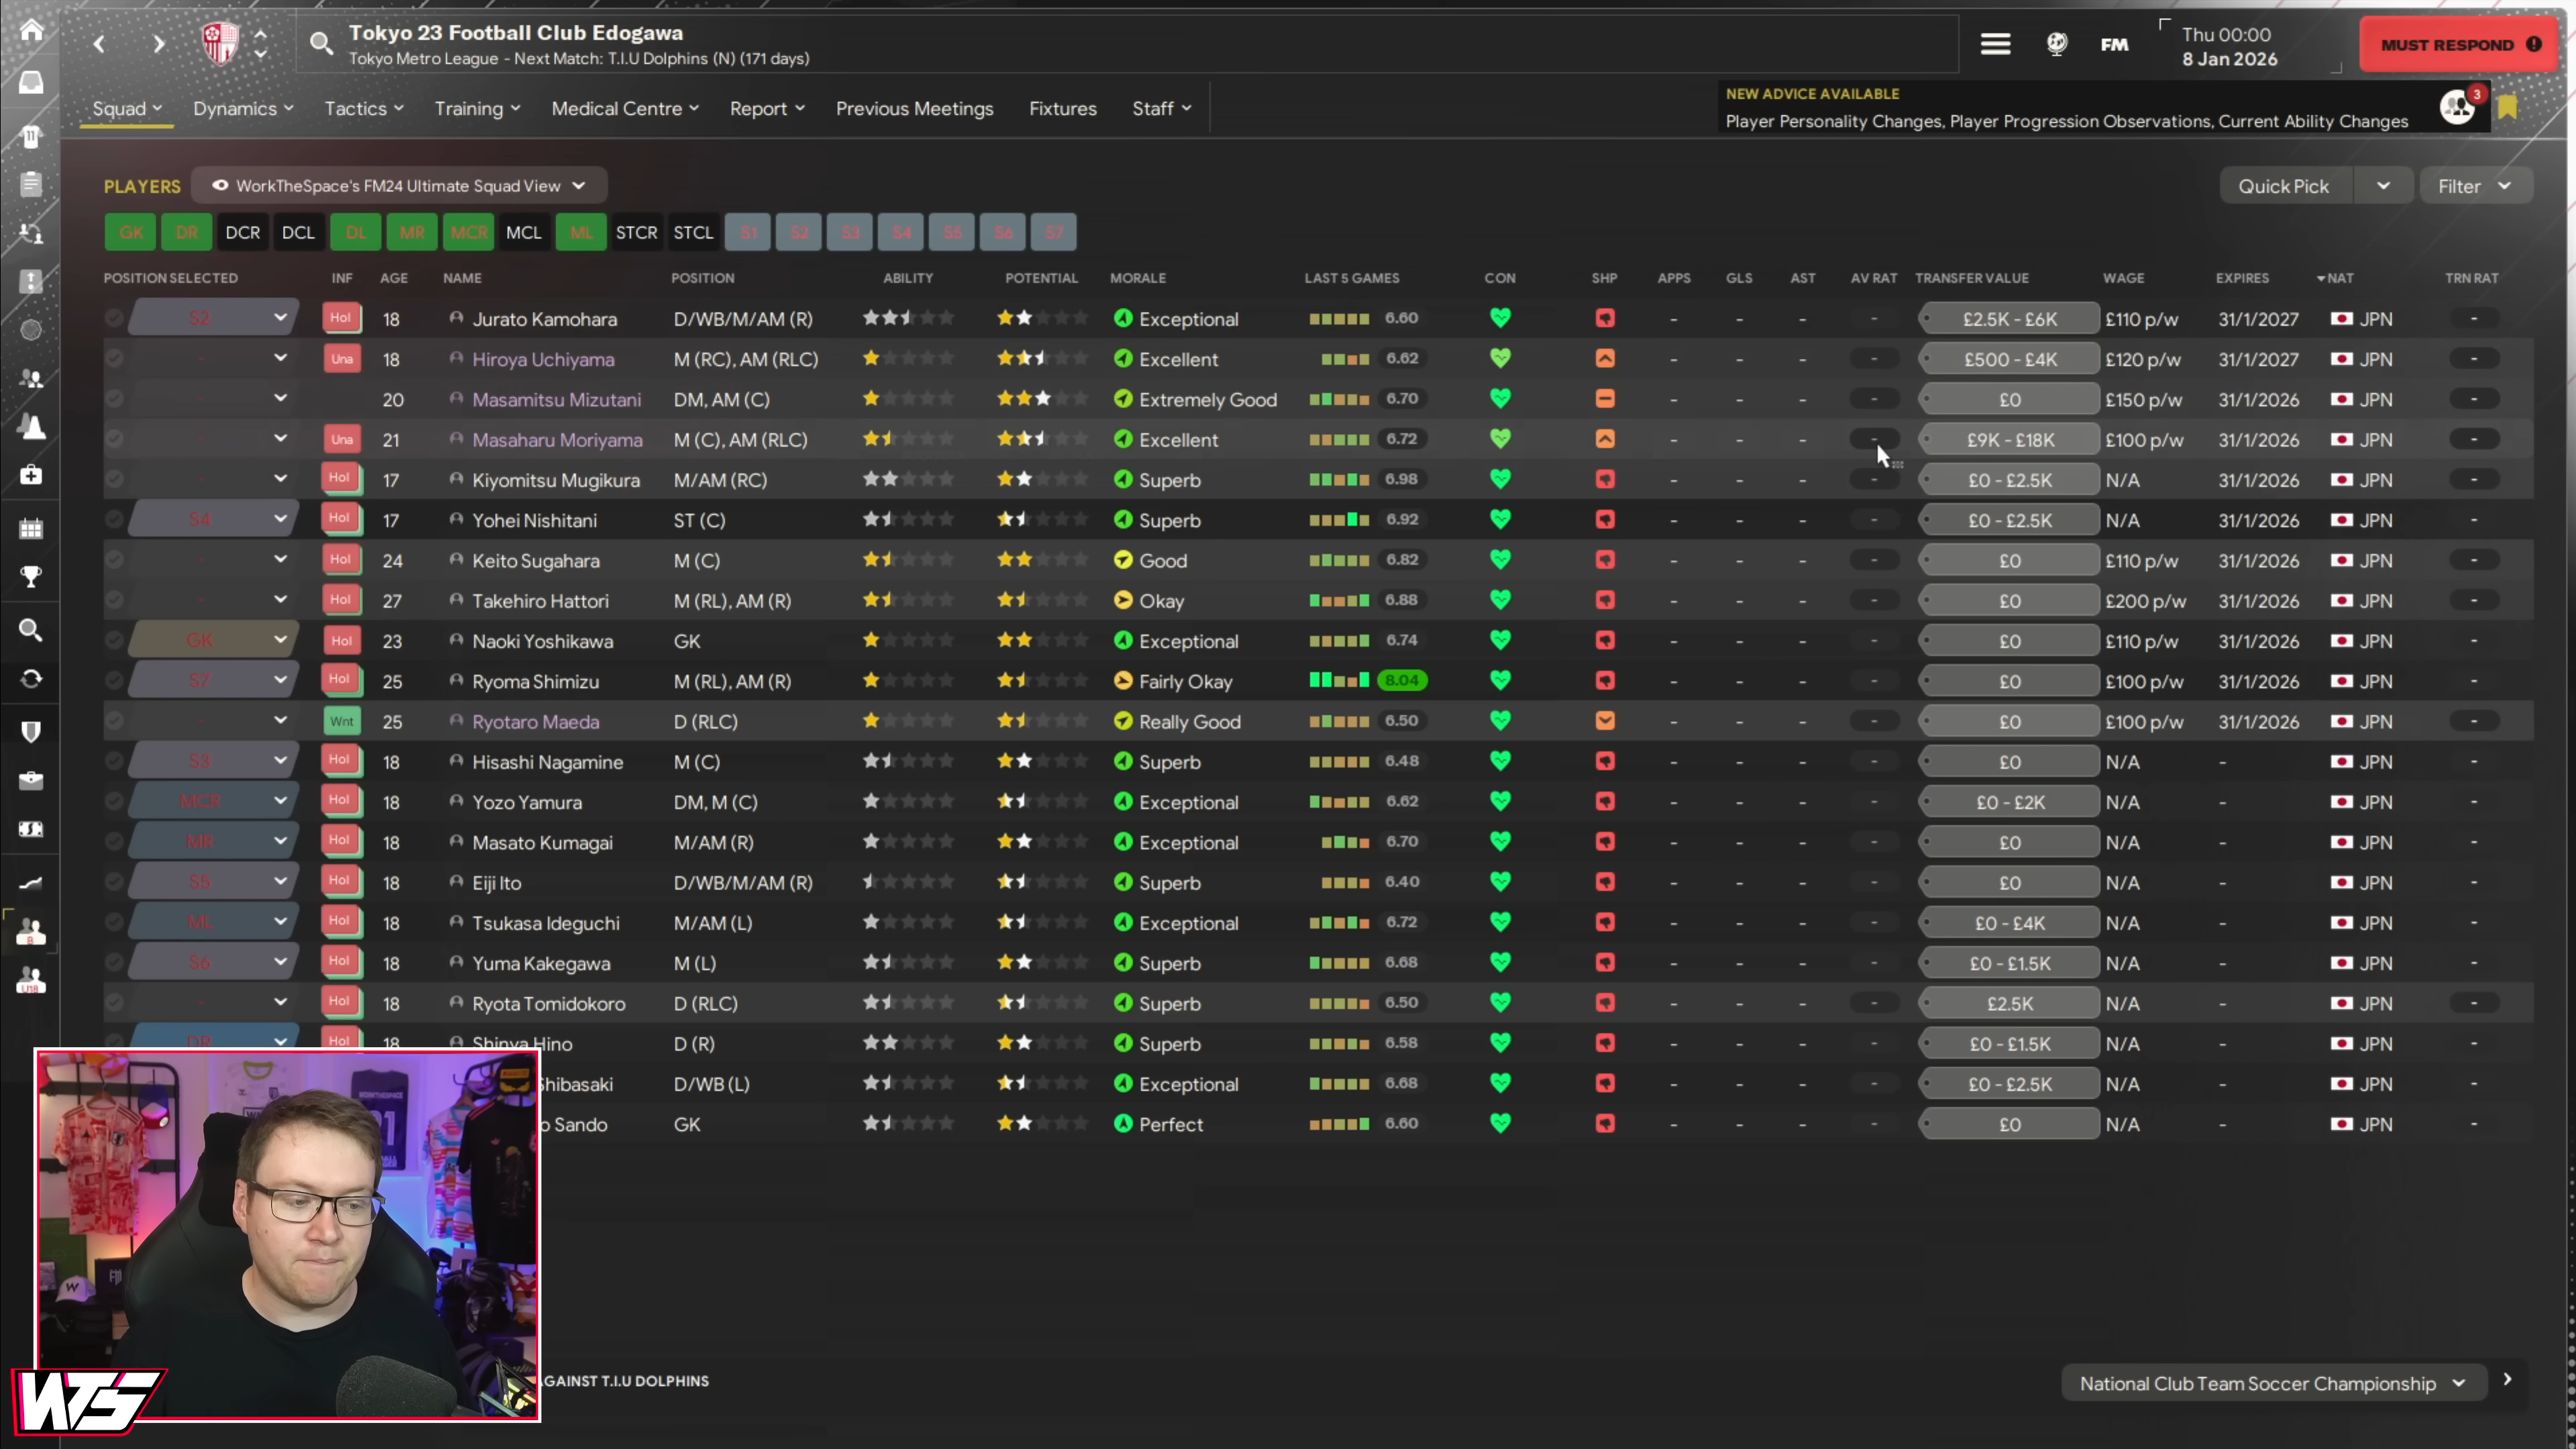 Tokyo 23 Football Club Edogawa
Tokyo Metro League - Next Match: T.I.U Dolphins (N) (171 days)
FM
Thu 00:00
8 Jan 2026
MUST RESPOND
Squad Dynamics Tactics Training Medical Centre Report Previous Meetings Fixtures Staff
NEW ADVICE AVAILABLE
3
Player Personality Changes, Player Progression Observations, Current Ability Changes
PLAYERS WorkTheSpace's FM24 Ultimate Squad View Quick Pick Filter
GK DR DCR DCL DL MR MCR MCL ML STCR STCL S1 S2 S3 S4 S5 S6 S7
POSITION SELECTED INF AGE NAME POSITION ABILITY POTENTIAL MORALE LAST 5 GAMES CON SHP APPS GLS AST AV RAT TRANSFER VALUE WAGE EXPIRES NAT TRN RAT
S2 Hol 18 Jurato Kamohara D/WB/M/AM (R) Exceptional 6.60 - - - - £2.5K - £6K £110 p/w 31/1/2027 JPN -
- Una 18 Hiroya Uchiyama M (RC), AM (RLC) Excellent 6.62 - - - - £500 - £4K £120 p/w 31/1/2027 JPN -
- 20 Masamitsu Mizutani DM, AM (C) Extremely Good 6.70 - - - - £0 £150 p/w 31/1/2026 JPN -
- Una 21 Masaharu Moriyama M (C), AM (RLC) Excellent 6.72 - - - - £9K - £18K £100 p/w 31/1/2026 JPN -
- Hol 17 Kiyomitsu Mugikura M/AM (RC) Superb 6.98 - - - - £0 - £2.5K N/A 31/1/2026 JPN -
S4 Hol 17 Yohei Nishitani ST (C) Superb 6.92 - - - - £0 - £2.5K N/A 31/1/2026 JPN -
- Hol 24 Keito Sugahara M (C) Good 6.82 - - - - £0 £110 p/w 31/1/2026 JPN -
- Hol 27 Takehiro Hattori M (RL), AM (R) Okay 6.88 - - - - £0 £200 p/w 31/1/2026 JPN -
GK Hol 23 Naoki Yoshikawa GK Exceptional 6.74 - - - - £0 £110 p/w 31/1/2026 JPN -
S7 Hol 25 Ryoma Shimizu M (RL), AM (R) Fairly Okay 8.04 - - - - £0 £100 p/w 31/1/2026 JPN -
- Wnt 25 Ryotaro Maeda D (RLC) Really Good 6.50 - - - - £0 £100 p/w 31/1/2026 JPN -
S3 Hol 18 Hisashi Nagamine M (C) Superb 6.48 - - - - £0 N/A - JPN -
MCR Hol 18 Yozo Yamura DM, M (C) Exceptional 6.62 - - - - £0 - £2K N/A - JPN -
MR Hol 18 Masato Kumagai M/AM (R) Exceptional 6.70 - - - - £0 N/A - JPN -
S5 Hol 18 Eiji Ito D/WB/M/AM (R) Superb 6.40 - - - - £0 N/A - JPN -
ML Hol 18 Tsukasa Ideguchi M/AM (L) Exceptional 6.72 - - - - £0 - £4K N/A - JPN -
S6 Hol 18 Yuma Kakegawa M (L) Superb 6.68 - - - - £0 - £1.5K N/A - JPN -
- Hol 18 Ryota Tomidokoro D (RLC) Superb 6.50 - - - - £2.5K N/A - JPN -
DR Hol 18 Shinya Hino D (R) Superb 6.58 - - - - £0 - £1.5K N/A - JPN -
Shibasaki D/WB (L) Exceptional 6.68 - - - - £0 - £2.5K N/A - JPN -
o Sando GK Perfect 6.60 - - - - £0 N/A - JPN -
AGAINST T.I.U DOLPHINS
National Club Team Soccer Championship
WTS
11
B
U18